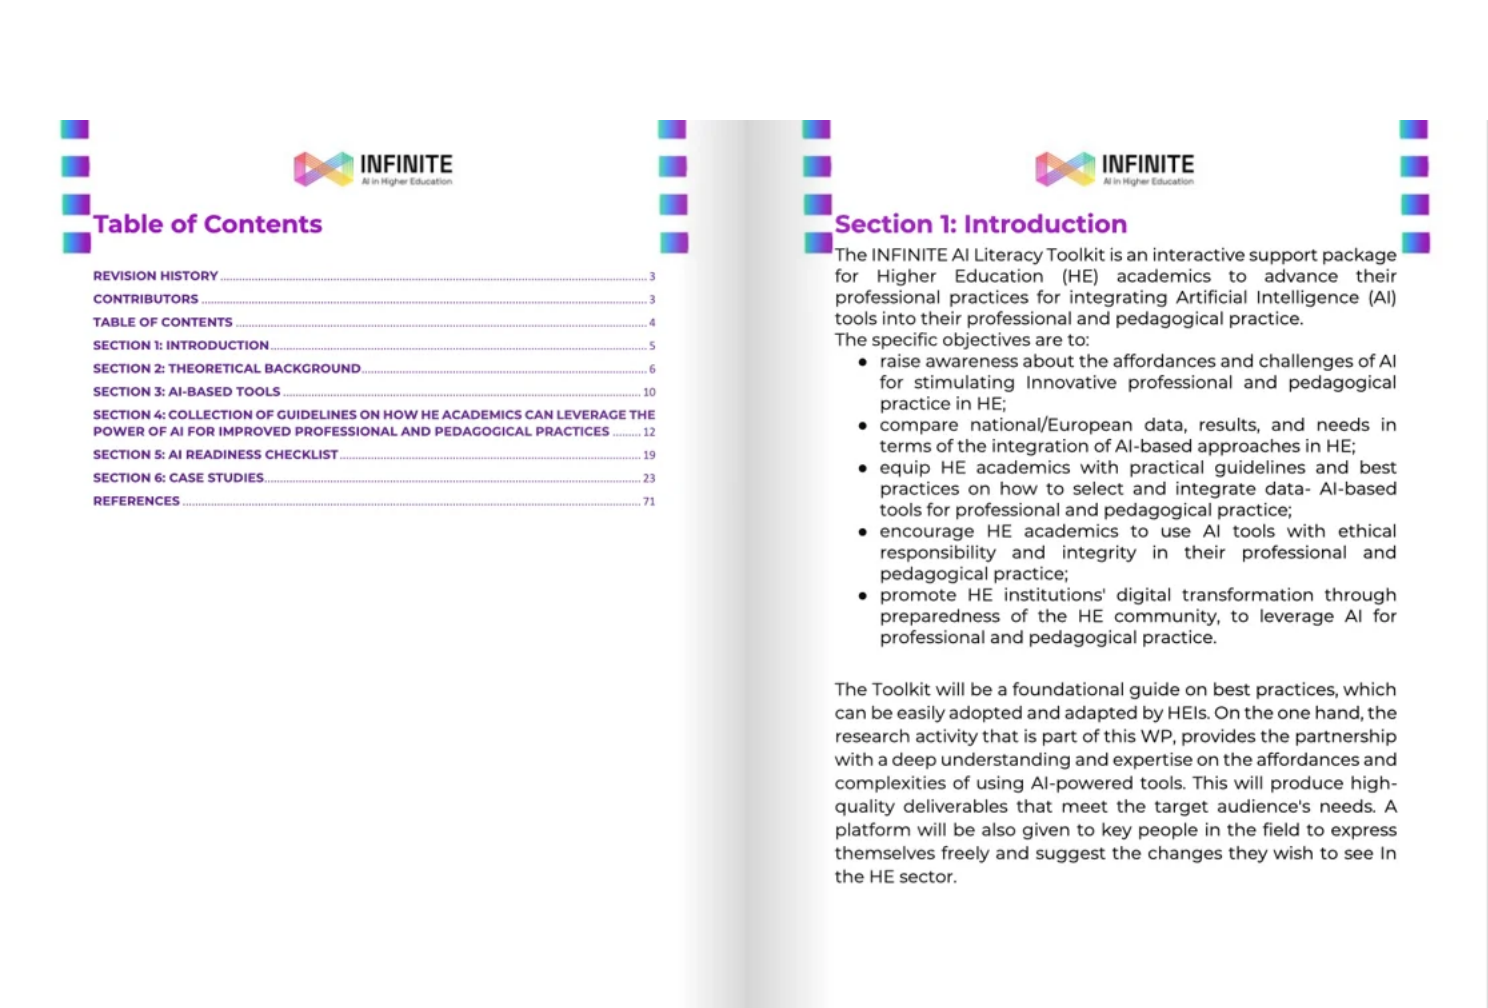 INFINITE
AI in Higher Education
Table of Contents
REVISION HISTORY 3
CONTRIBUTORS 3
TABLE OF CONTENTS 4
SECTION 1: INTRODUCTION 5
SECTION 2: THEORETICAL BACKGROUND 6
SECTION 3: AI-BASED TOOLS 10
SECTION 4: COLLECTION OF GUIDELINES ON HOW HE ACADEMICS CAN LEVERAGE THE
POWER OF AI FOR IMPROVED PROFESSIONAL AND PEDAGOGICAL PRACTICES 12
SECTION 5: AI READINESS CHECKLIST 19
SECTION 6: CASE STUDIES 23
REFERENCES 71
INFINITE
AI in Higher Education
Section 1: Introduction
The INFINITE AI Literacy Toolkit is an interactive support package
for Higher Education (HE) academics to advance their
professional practices for integrating Artificial Intelligence (AI)
tools into their professional and pedagogical practice.
The specific objectives are to:
● raise awareness about the affordances and challenges of AI
for stimulating Innovative professional and pedagogical
practice in HE;
● compare national/European data, results, and needs in
terms of the integration of AI-based approaches in HE;
● equip HE academics with practical guidelines and best
practices on how to select and integrate data- AI-based
tools for professional and pedagogical practice;
● encourage HE academics to use AI tools with ethical
responsibility and integrity in their professional and
pedagogical practice;
● promote HE institutions' digital transformation through
preparedness of the HE community, to leverage AI for
professional and pedagogical practice.
The Toolkit will be a foundational guide on best practices, which
can be easily adopted and adapted by HEIs. On the one hand, the
research activity that is part of this WP, provides the partnership
with a deep understanding and expertise on the affordances and
complexities of using AI-powered tools. This will produce high-
quality deliverables that meet the target audience's needs. A
platform will be also given to key people in the field to express
themselves freely and suggest the changes they wish to see In
the HE sector.